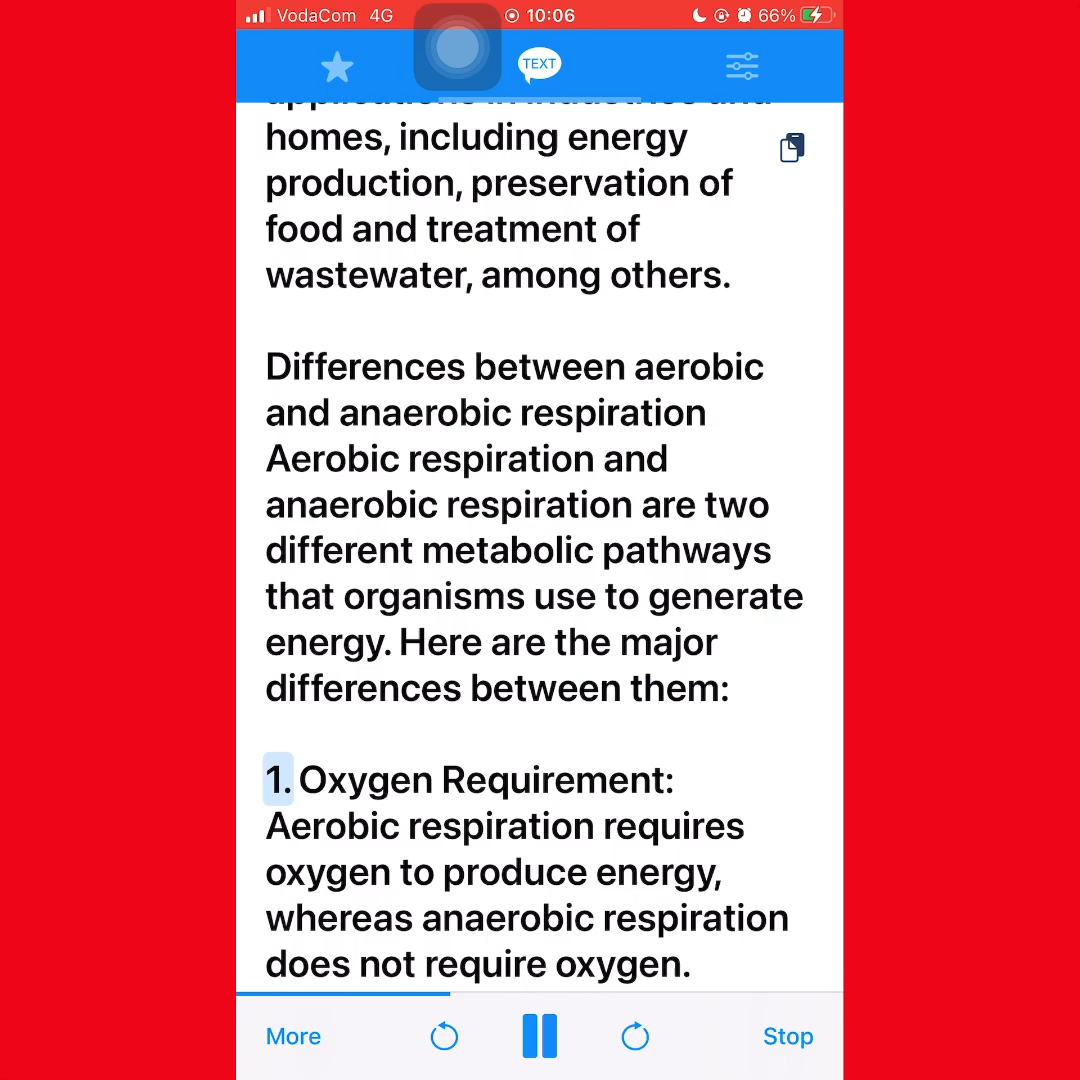 VodaCom 4G 10:06 66%
TEXT
homes, including energy
production, preservation of
food and treatment of
wastewater, among others.
Differences between aerobic
and anaerobic respiration
Aerobic respiration and
anaerobic respiration are two
different metabolic pathways
that organisms use to generate
energy. Here are the major
differences between them:
1. Oxygen Requirement:
Aerobic respiration requires
oxygen to produce energy,
whereas anaerobic respiration
does not require oxygen.
More Stop